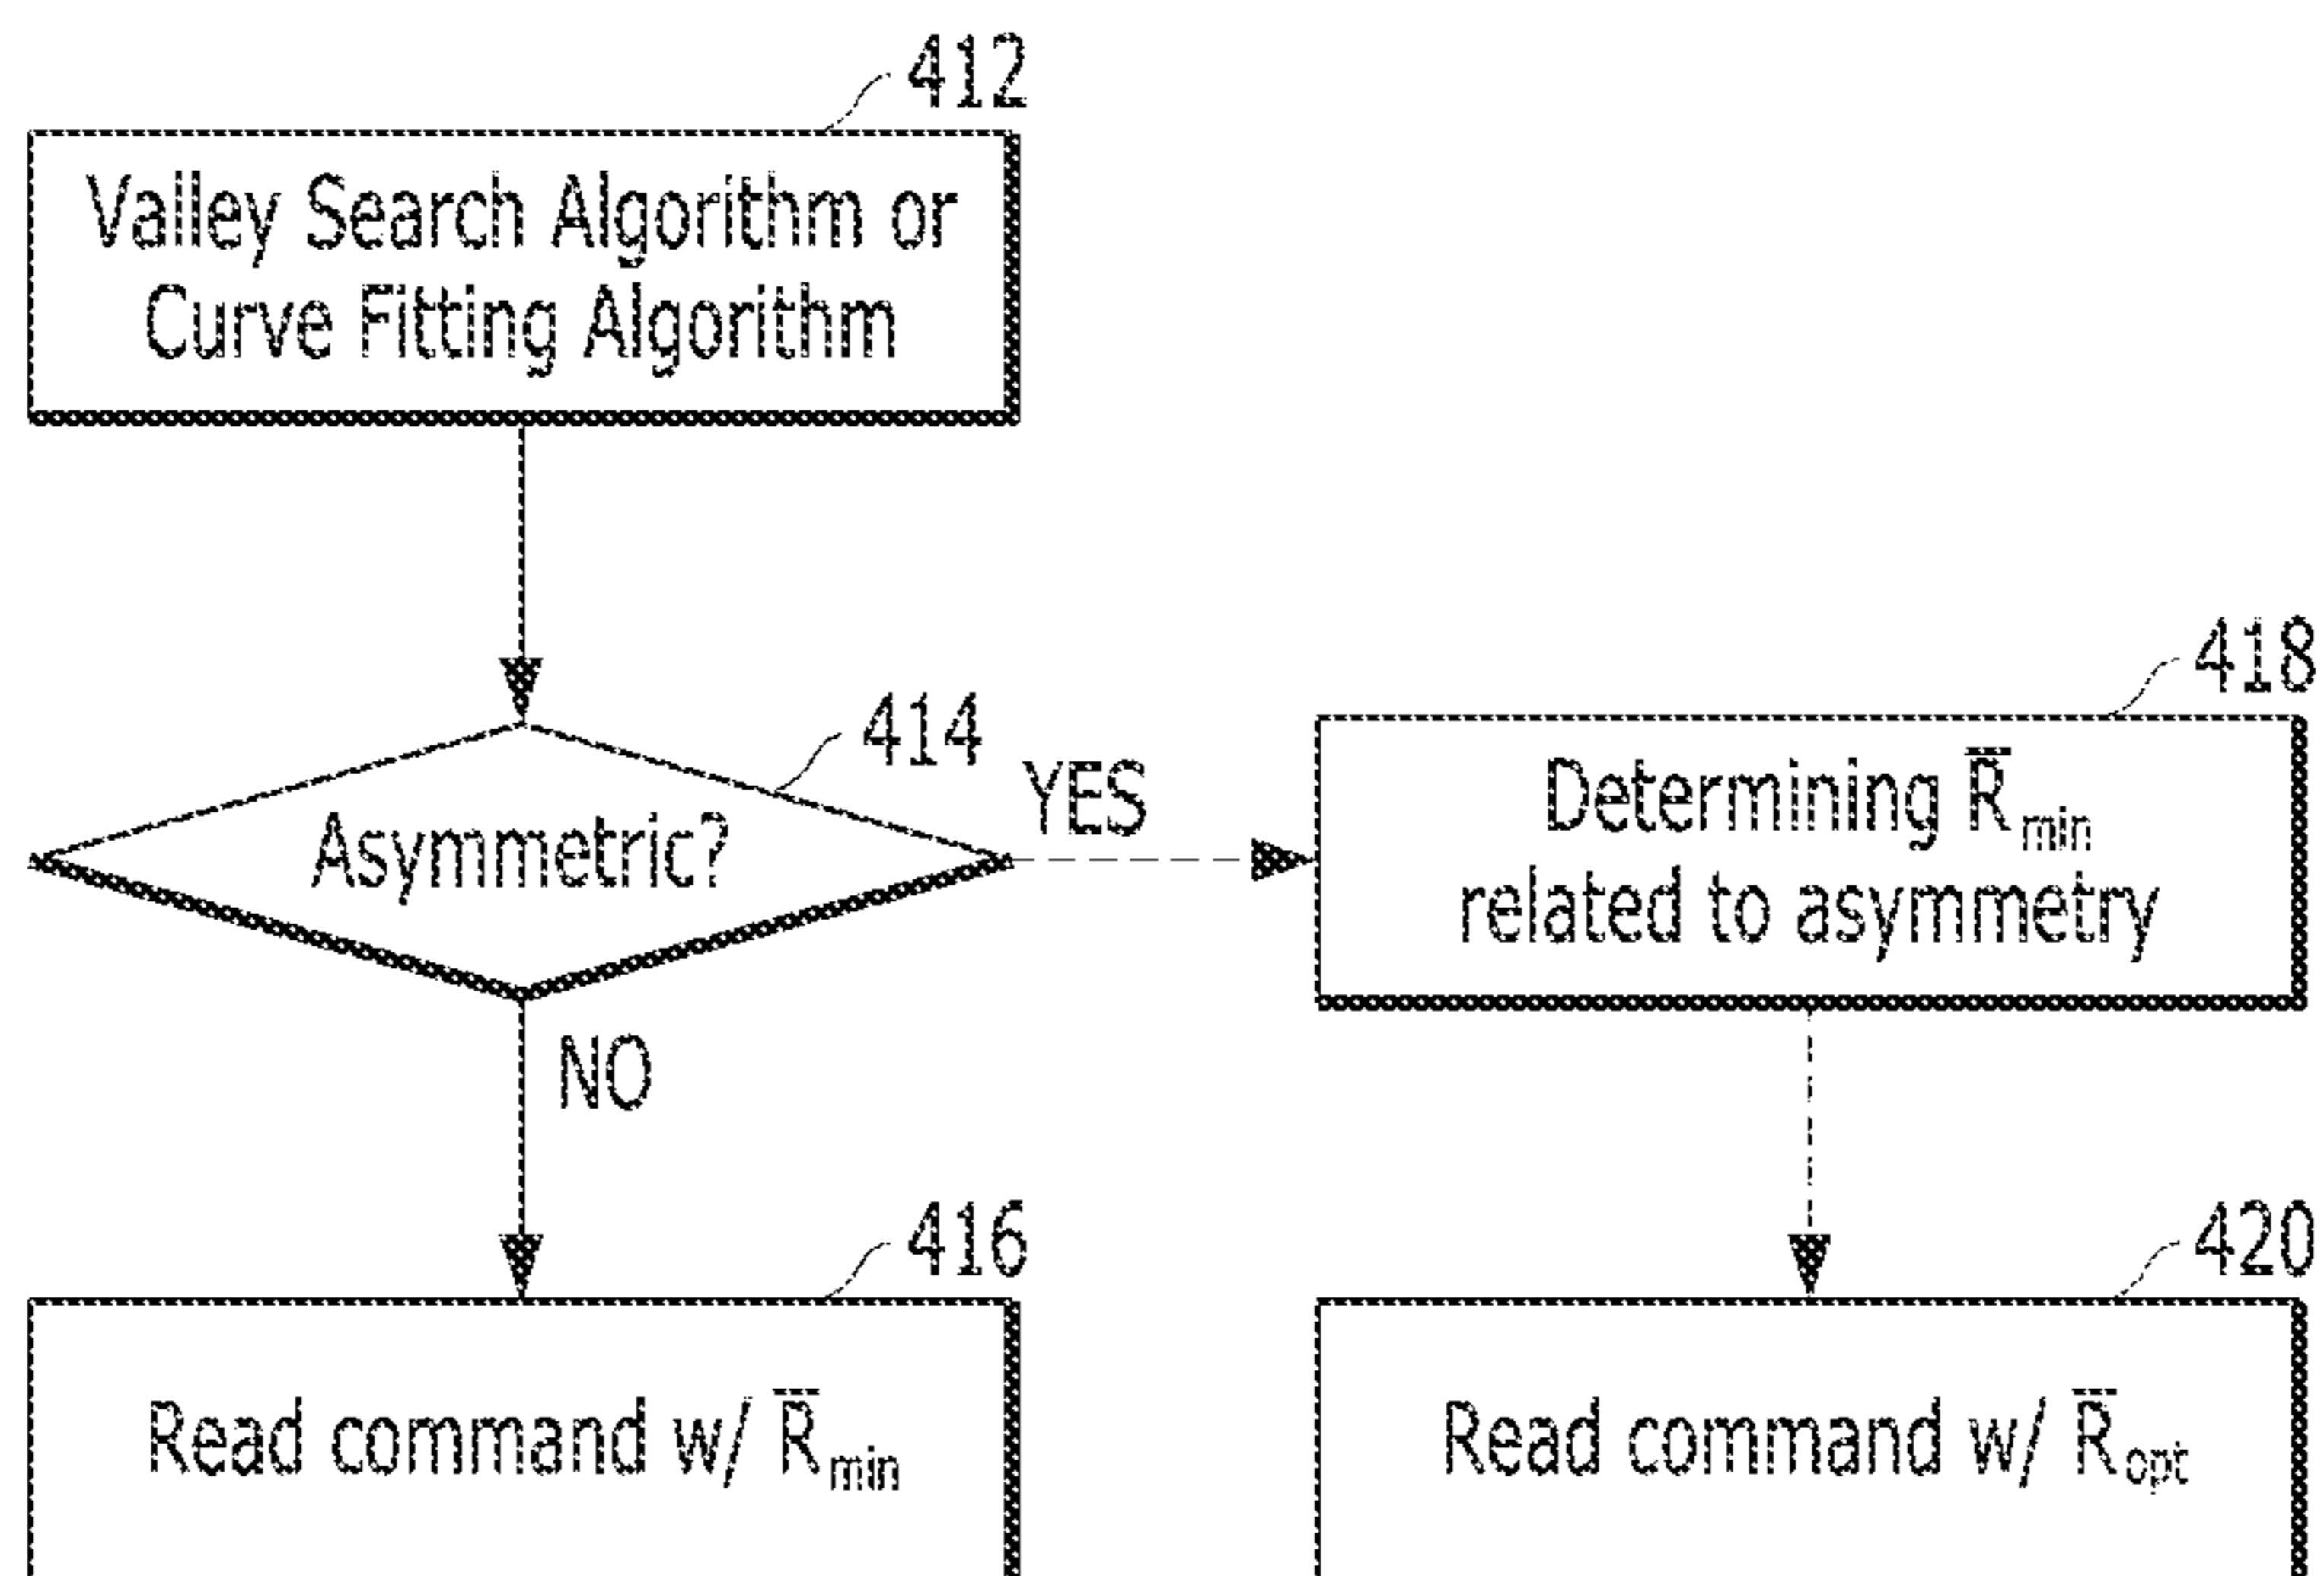 412
Valley Search Algorithm or
Curve Fitting Algorithm
414
Asymmetric?
YES
418
Determining R̅min
related to asymmetry
NO
416
Read command w/ R̅min
420
Read command w/ R̅opt